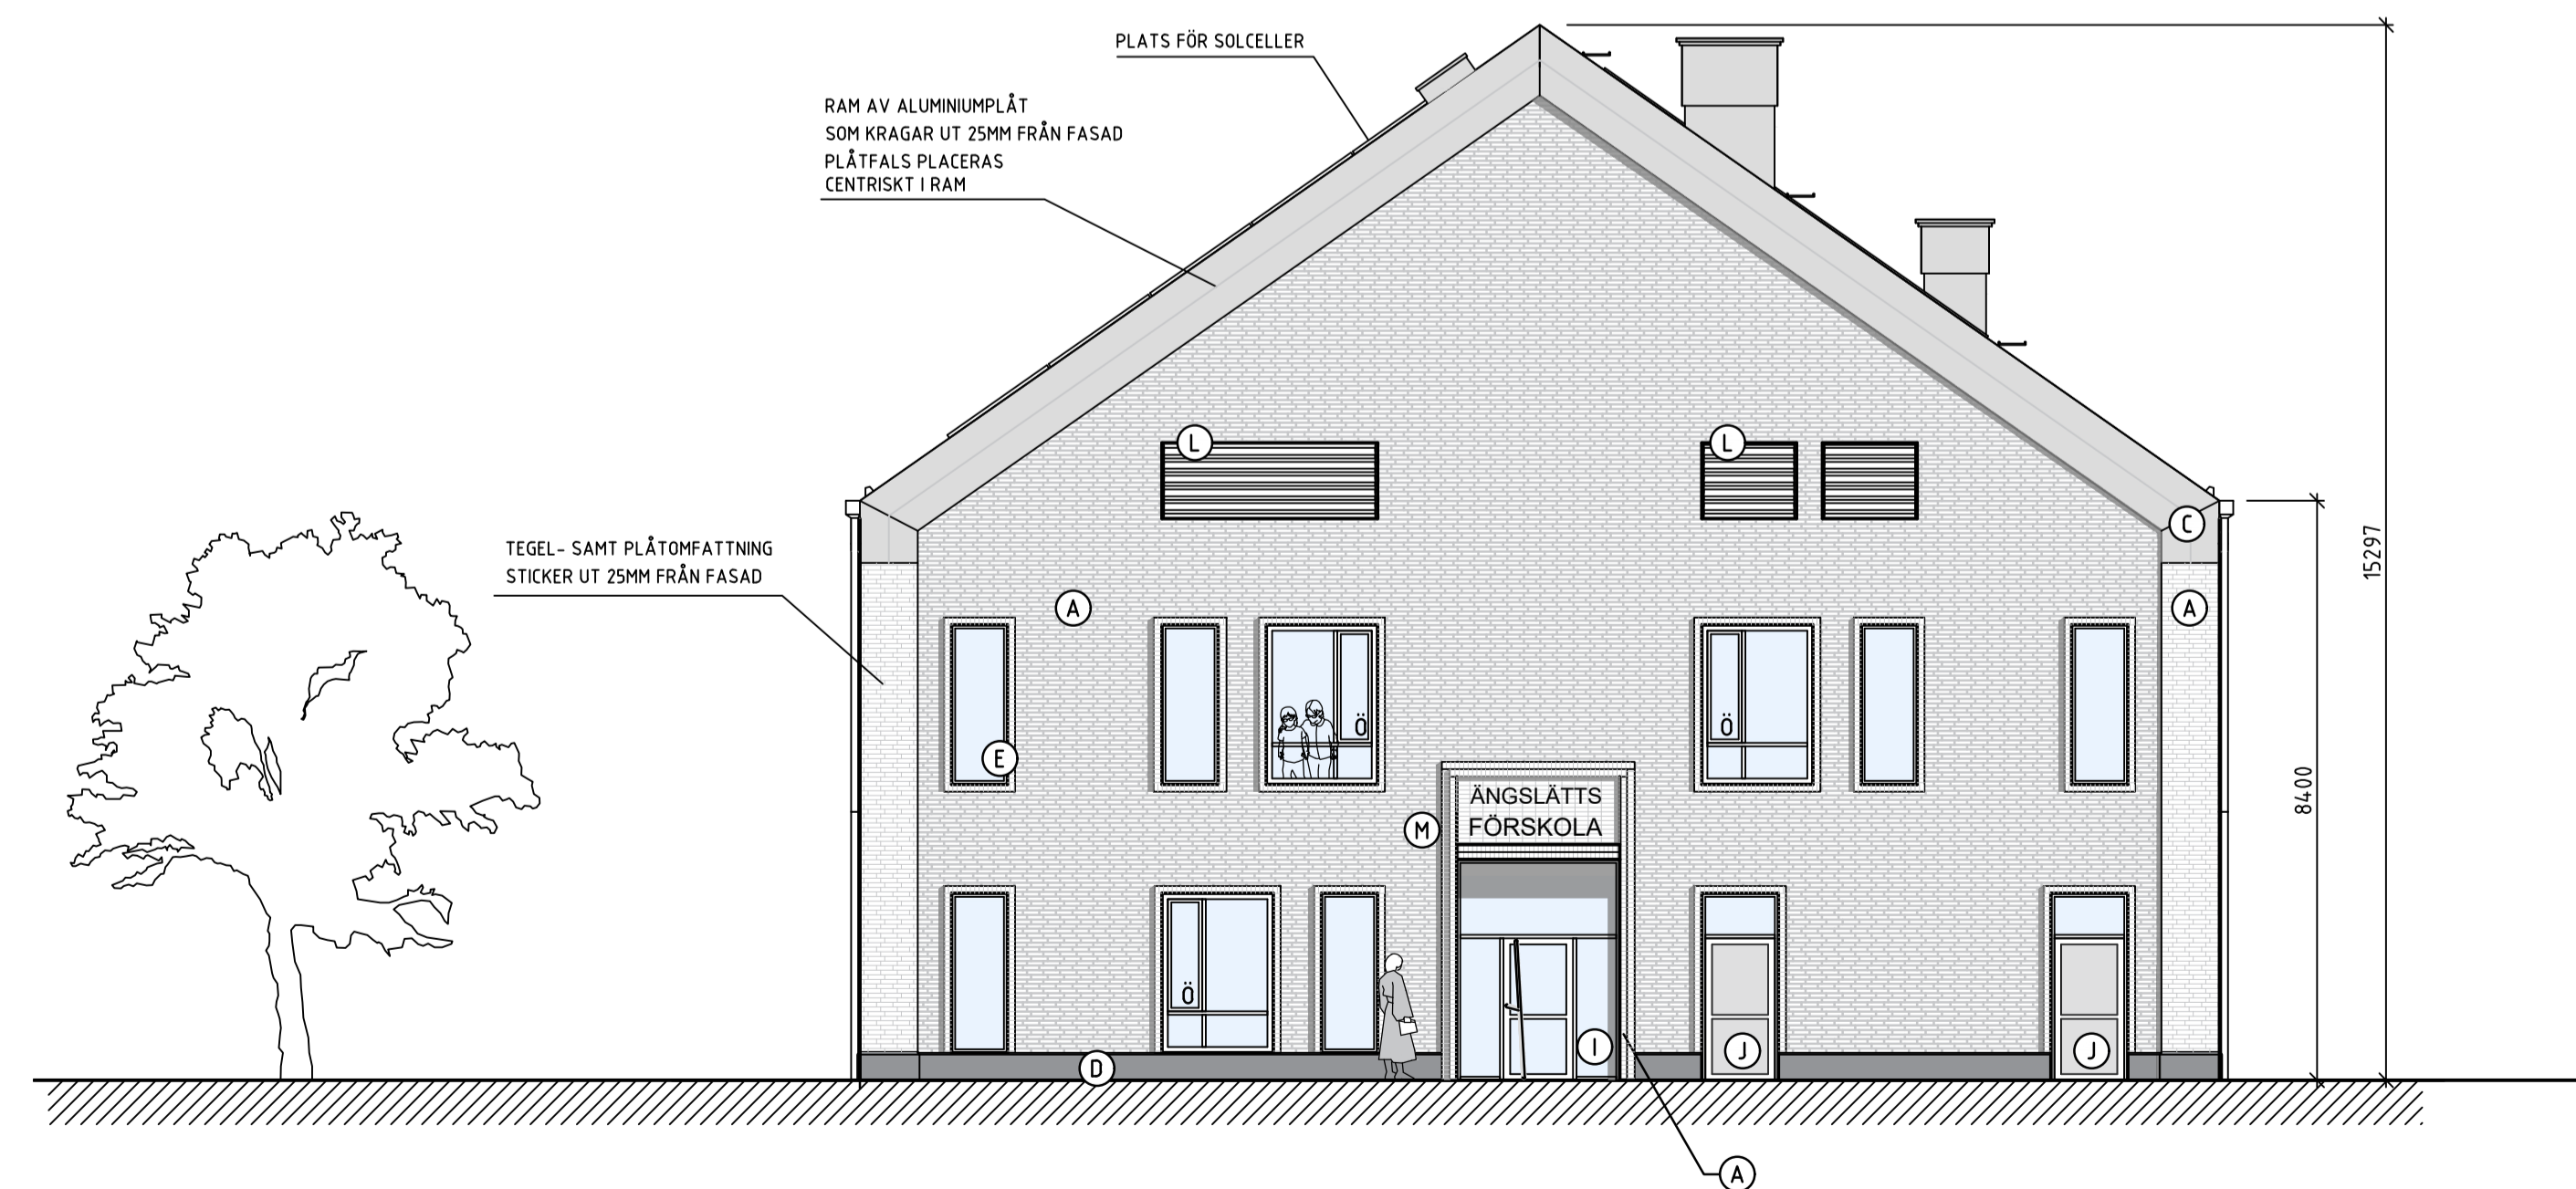 PLATS FÖR SOLCELLER
RAM AV ALUMINIUMPLÅT
SOM KRAGAR UT 25MM FRÅN FASAD
PLÅTFALS PLACERAS
CENTRISKT I RAM
L
L
C
15297
TEGEL- SAMT PLÅTOMFATTNING
STICKER UT 25MM FRÅN FASAD
A
A
Ö
Ö
E
8400
ÄNGSLÄTTS
FÖRSKOLA
M
Ö
I
J
J
D
A